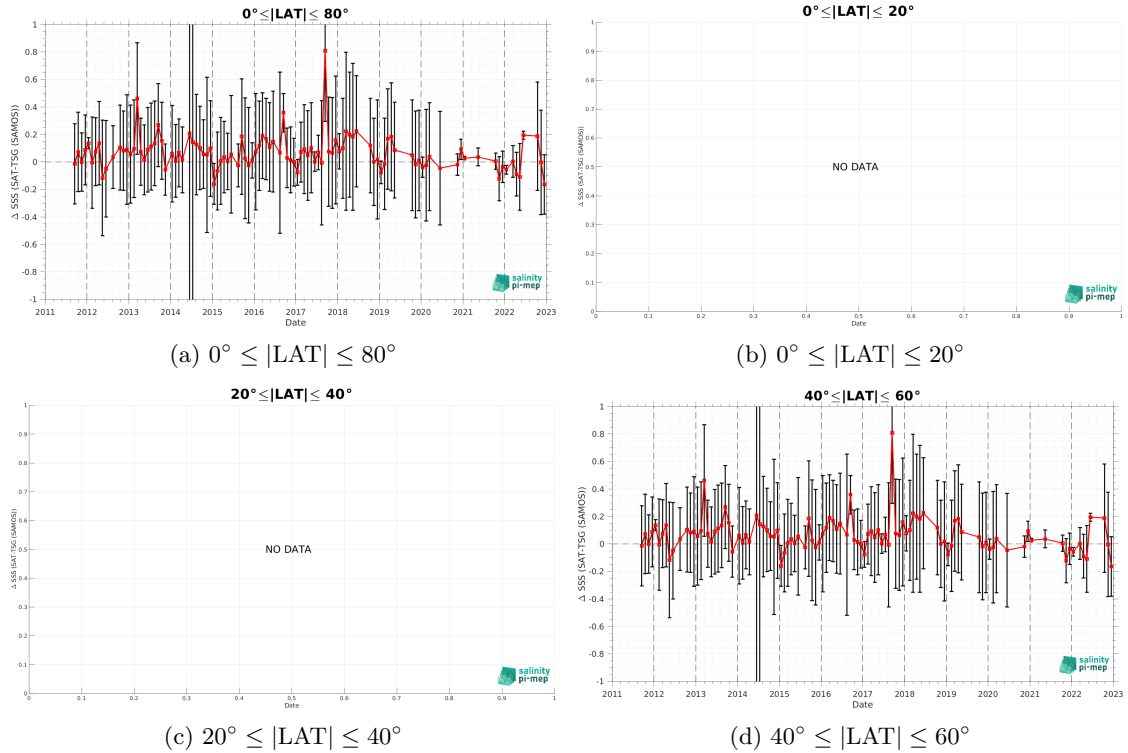 0°≤|LAT|≤ 80°
1
0.8
0.6
0.4
0.2
0
-0.2
-0.4
-0.6
-0.8
-1
Δ SSS (SAT-TSG (SAMOS))
2011 2012 2013 2014 2015 2016 2017 2018 2019 2020 2021 2022 2023
Date
salinity
pi-mep
(a) 0° ≤ |LAT| ≤ 80°
0°≤|LAT|≤ 20°
1
0.9
0.8
0.7
0.6
0.5
0.4
0.3
0.2
0.1
0
Δ SSS (SAT-TSG (SAMOS))
NO DATA
0 0.1 0.2 0.3 0.4 0.5 0.6 0.7 0.8 0.9 1
Date
salinity
pi-mep
(b) 0° ≤ |LAT| ≤ 20°
20°≤|LAT|≤ 40°
1
0.9
0.8
0.7
0.6
0.5
0.4
0.3
0.2
0.1
0
Δ SSS (SAT-TSG (SAMOS))
NO DATA
0 0.1 0.2 0.3 0.4 0.5 0.6 0.7 0.8 0.9 1
Date
salinity
pi-mep
(c) 20° ≤ |LAT| ≤ 40°
40°≤|LAT|≤ 60°
1
0.8
0.6
0.4
0.2
0
-0.2
-0.4
-0.6
-0.8
-1
Δ SSS (SAT-TSG (SAMOS))
2011 2012 2013 2014 2015 2016 2017 2018 2019 2020 2021 2022 2023
Date
salinity
pi-mep
(d) 40° ≤ |LAT| ≤ 60°